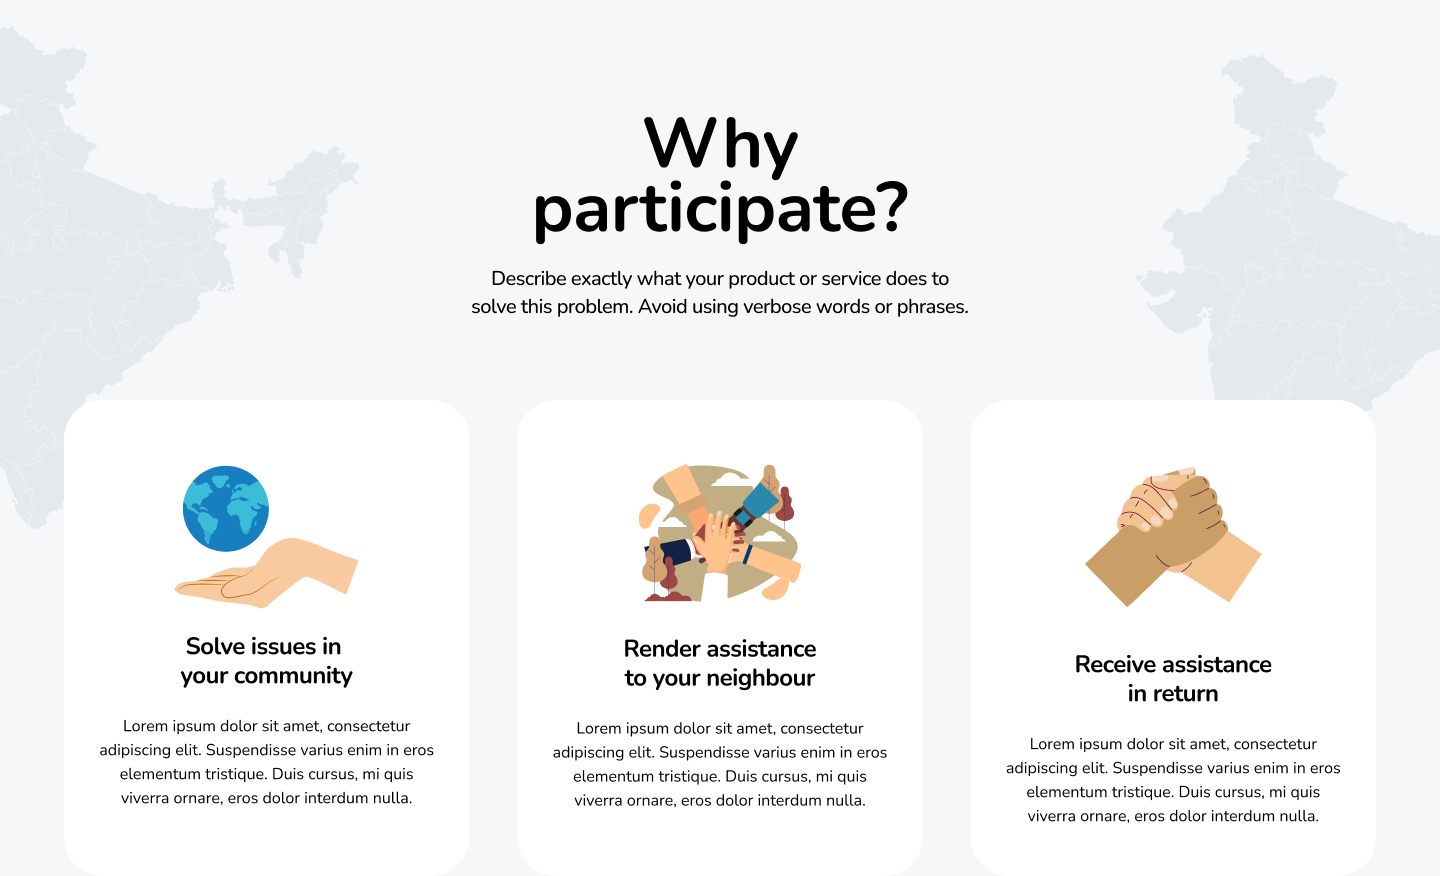 Why
participate?
Describe exactly what your product or service does to
solve this problem. Avoid using verbose words or phrases.
Solve issues in
your community
Lorem ipsum dolor sit amet, consectetur
adipiscing elit. Suspendisse varius enim in eros
elementum tristique. Duis cursus, mi quis
viverra ornare, eros dolor interdum nulla.
Render assistance
to your neighbour
Lorem ipsum dolor sit amet, consectetur
adipiscing elit. Suspendisse varius enim in eros
elementum tristique. Duis cursus, mi quis
viverra ornare, eros dolor interdum nulla.
Receive assistance
in return
Lorem ipsum dolor sit amet, consectetur
adipiscing elit. Suspendisse varius enim in eros
elementum tristique. Duis cursus, mi quis
viverra ornare, eros dolor interdum nulla.